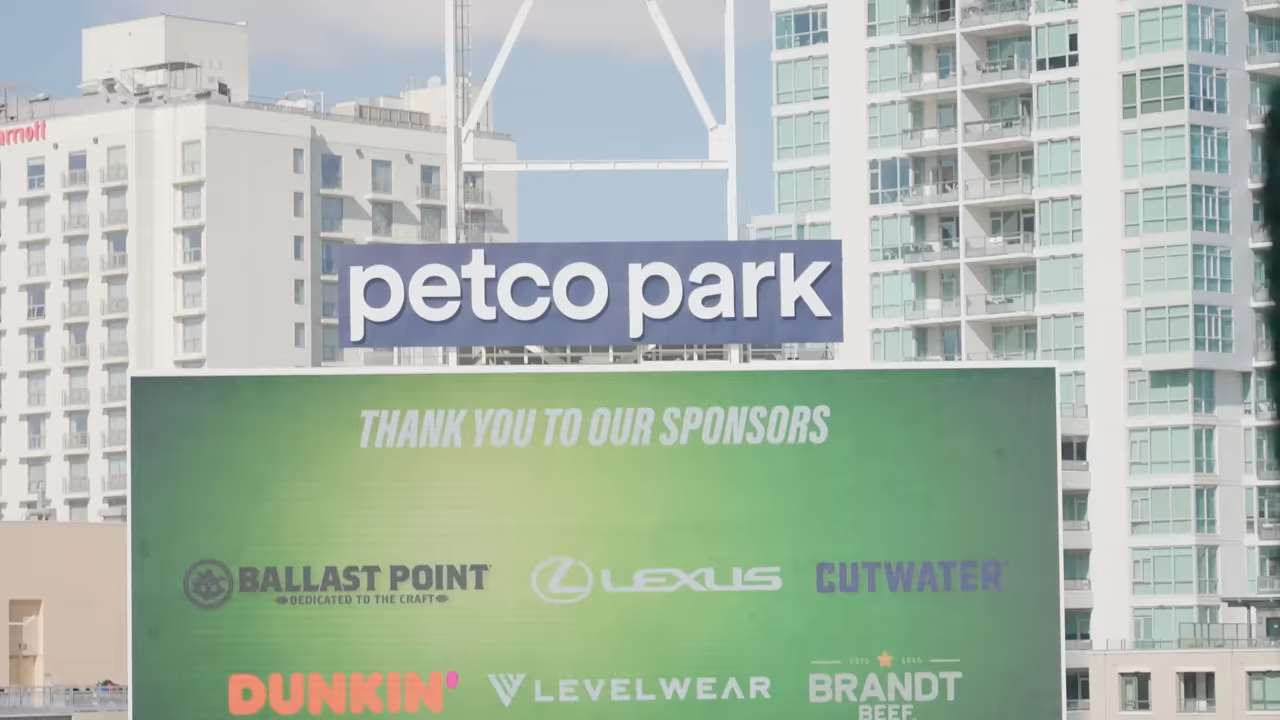 arriott
petco park
THANK YOU TO OUR SPONSORS
BALLAST POINT
DEDICATED TO THE CRAFT
LEXUS
CUTWATER
DUNKIN'
LEVELWEAR
BRANDT
BEEF